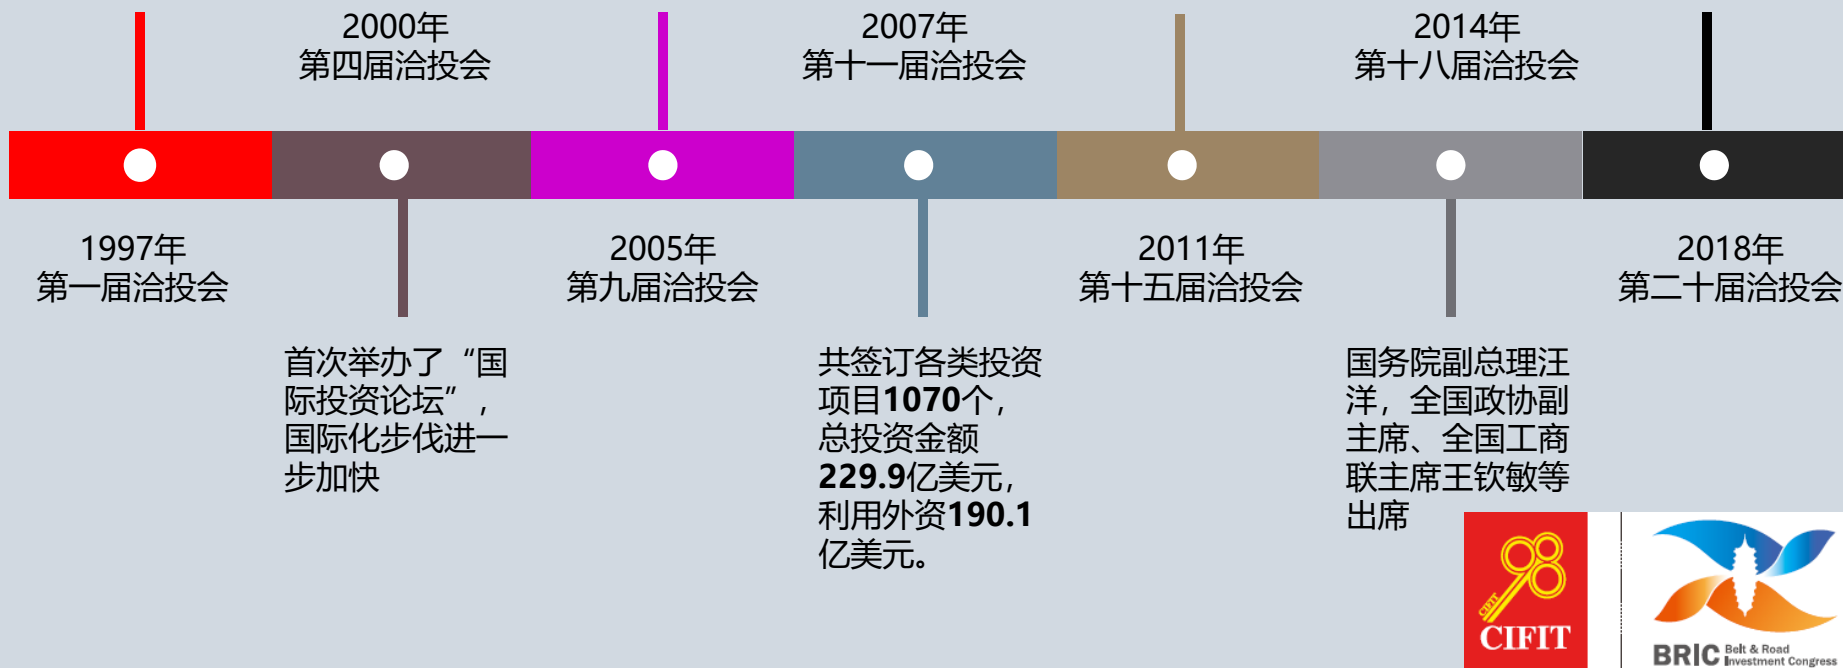 2000年
第四届洽投会
2007年
第十一届洽投会
2014年
第十八届洽投会
1997年
第一届洽投会
2005年
第九届洽投会
2011年
第十五届洽投会
2018年
第二十届洽投会
首次举办了“国
际投资论坛”，
国际化步伐进一
步加快
共签订各类投资
项目1070个，
总投资金额
229.9亿美元，
利用外资190.1
亿美元。
国务院副总理汪
洋，全国政协副
主席、全国工商
联主席王钦敏等
出席
98
CIFIT
CIFIT
BRIC Belt & Road
Investment Congress